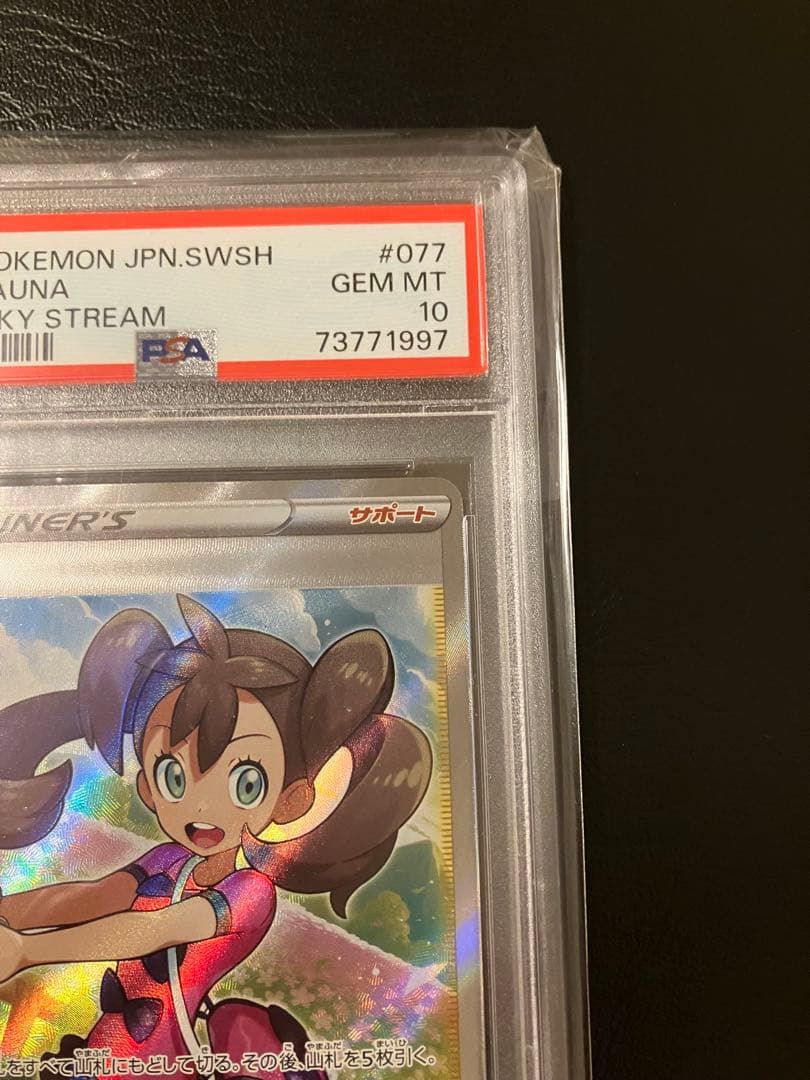 OKEMON JPN.SWSH #077
AUNA GEM MT
KY STREAM 10
PSA 73771997
INER'S サポート
をすべて山札にもどして切る。その後、山札を5枚引く。